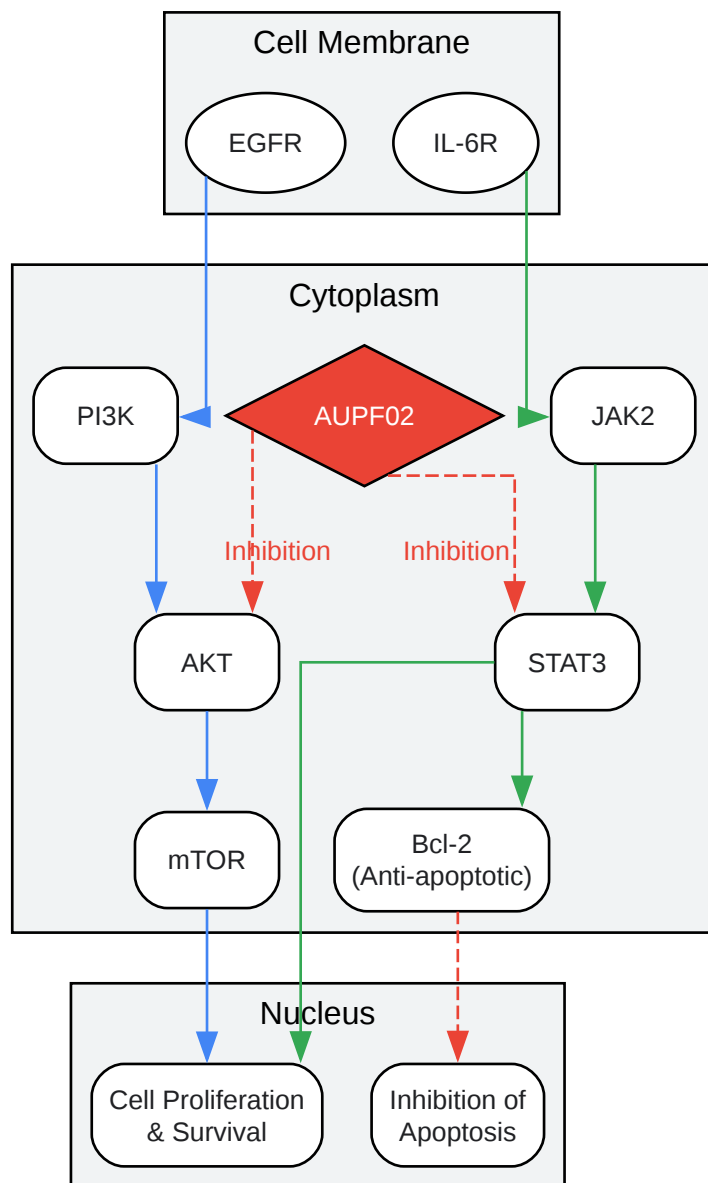 Cell Membrane
EGFR
IL-6R
Cytoplasm
PI3K
AUPF02
JAK2
Inhibition
Inhibition
AKT
STAT3
mTOR
Bcl-2
(Anti-apoptotic)
Nucleus
Cell Proliferation
& Survival
Inhibition of
Apoptosis